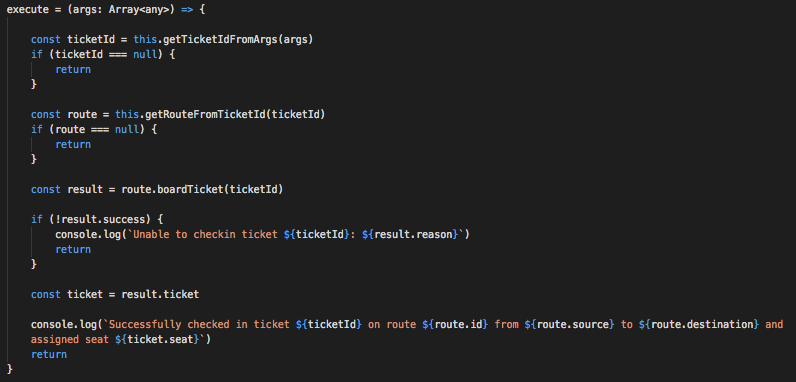 execute = (args: Array<any>) => {
const ticketId = this.getTicketIdFromArgs(args)
if (ticketId === null) {
return
}
const route = this.getRouteFromTicketId(ticketId)
if (route === null) {
return
}
const result = route.boardTicket(ticketId)
if (!result.success) {
console.log(`Unable to checkin ticket ${ticketId}: ${result.reason}`)
return
}
const ticket = result.ticket
console.log(`Successfully checked in ticket ${ticketId} on route ${route.id} from ${route.source} to ${route.destination} and
assigned seat ${ticket.seat}`)
return
}